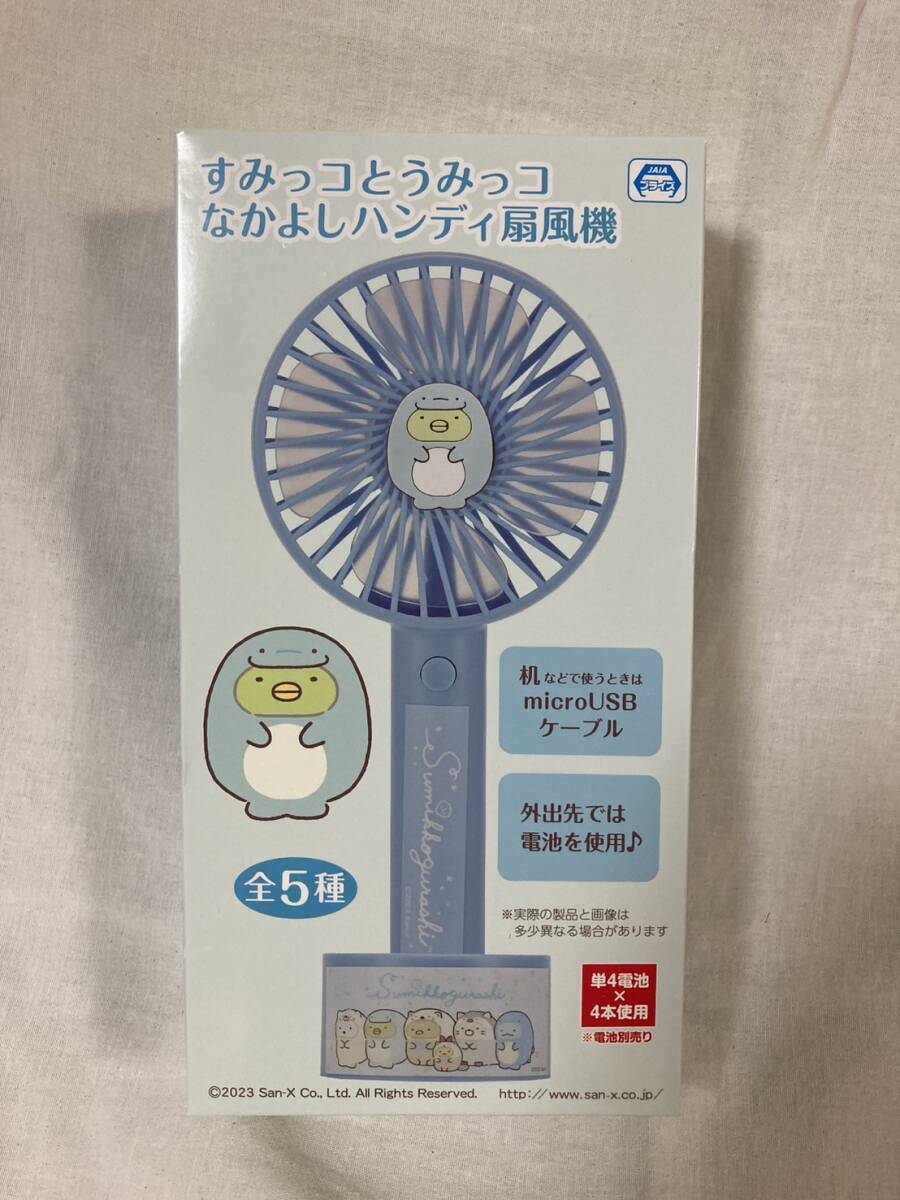 すみっコとうみっコ
なかよしハンディ扇風機
JAIA
プライズ
机 などで使うときは
microUSB
ケーブル
外出先では
電池を使用♪
Sumikkogurashi
全5種
※実際の製品と画像は
多少異なる場合があります
Sumikkogurashi
単4電池
×
4本使用
※電池別売り
©2023 San-X Co., Ltd. All Rights Reserved.
http://www.san-x.co.jp/